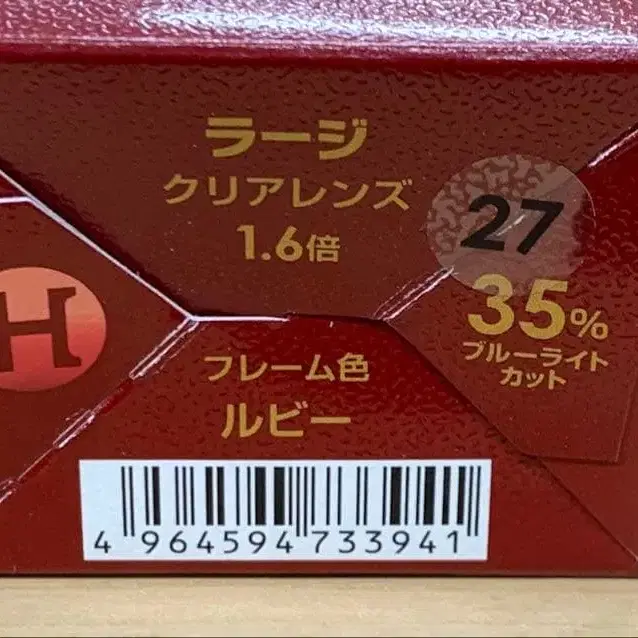 ラージ
クリアレンズ
1.6倍
27
35%
ブルーライト
カット
H
フレーム色
ルビー
4 964594 733941